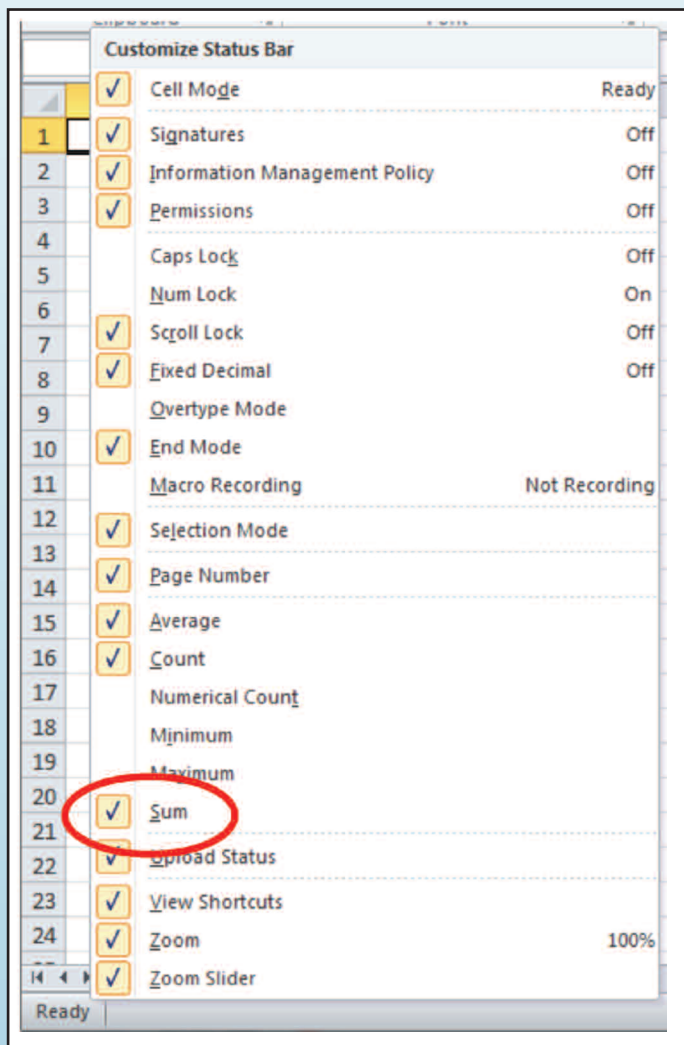 Customize Status Bar
Cell Mode Ready
1 Signatures Off
2 Information Management Policy Off
3 Permissions Off
4
Caps Lock Off
5
Num Lock On
6
7 Scroll Lock Off
8 Fixed Decimal Off
9 Overtype Mode
10 End Mode
11 Macro Recording Not Recording
12 Selection Mode
13
14 Page Number
15 Average
16 Count
17 Numerical Count
18 Minimum
19 Maximum
20
Sum
21
22 Upload Status
23 View Shortcuts
24 Zoom 100%
Zoom Slider
Ready